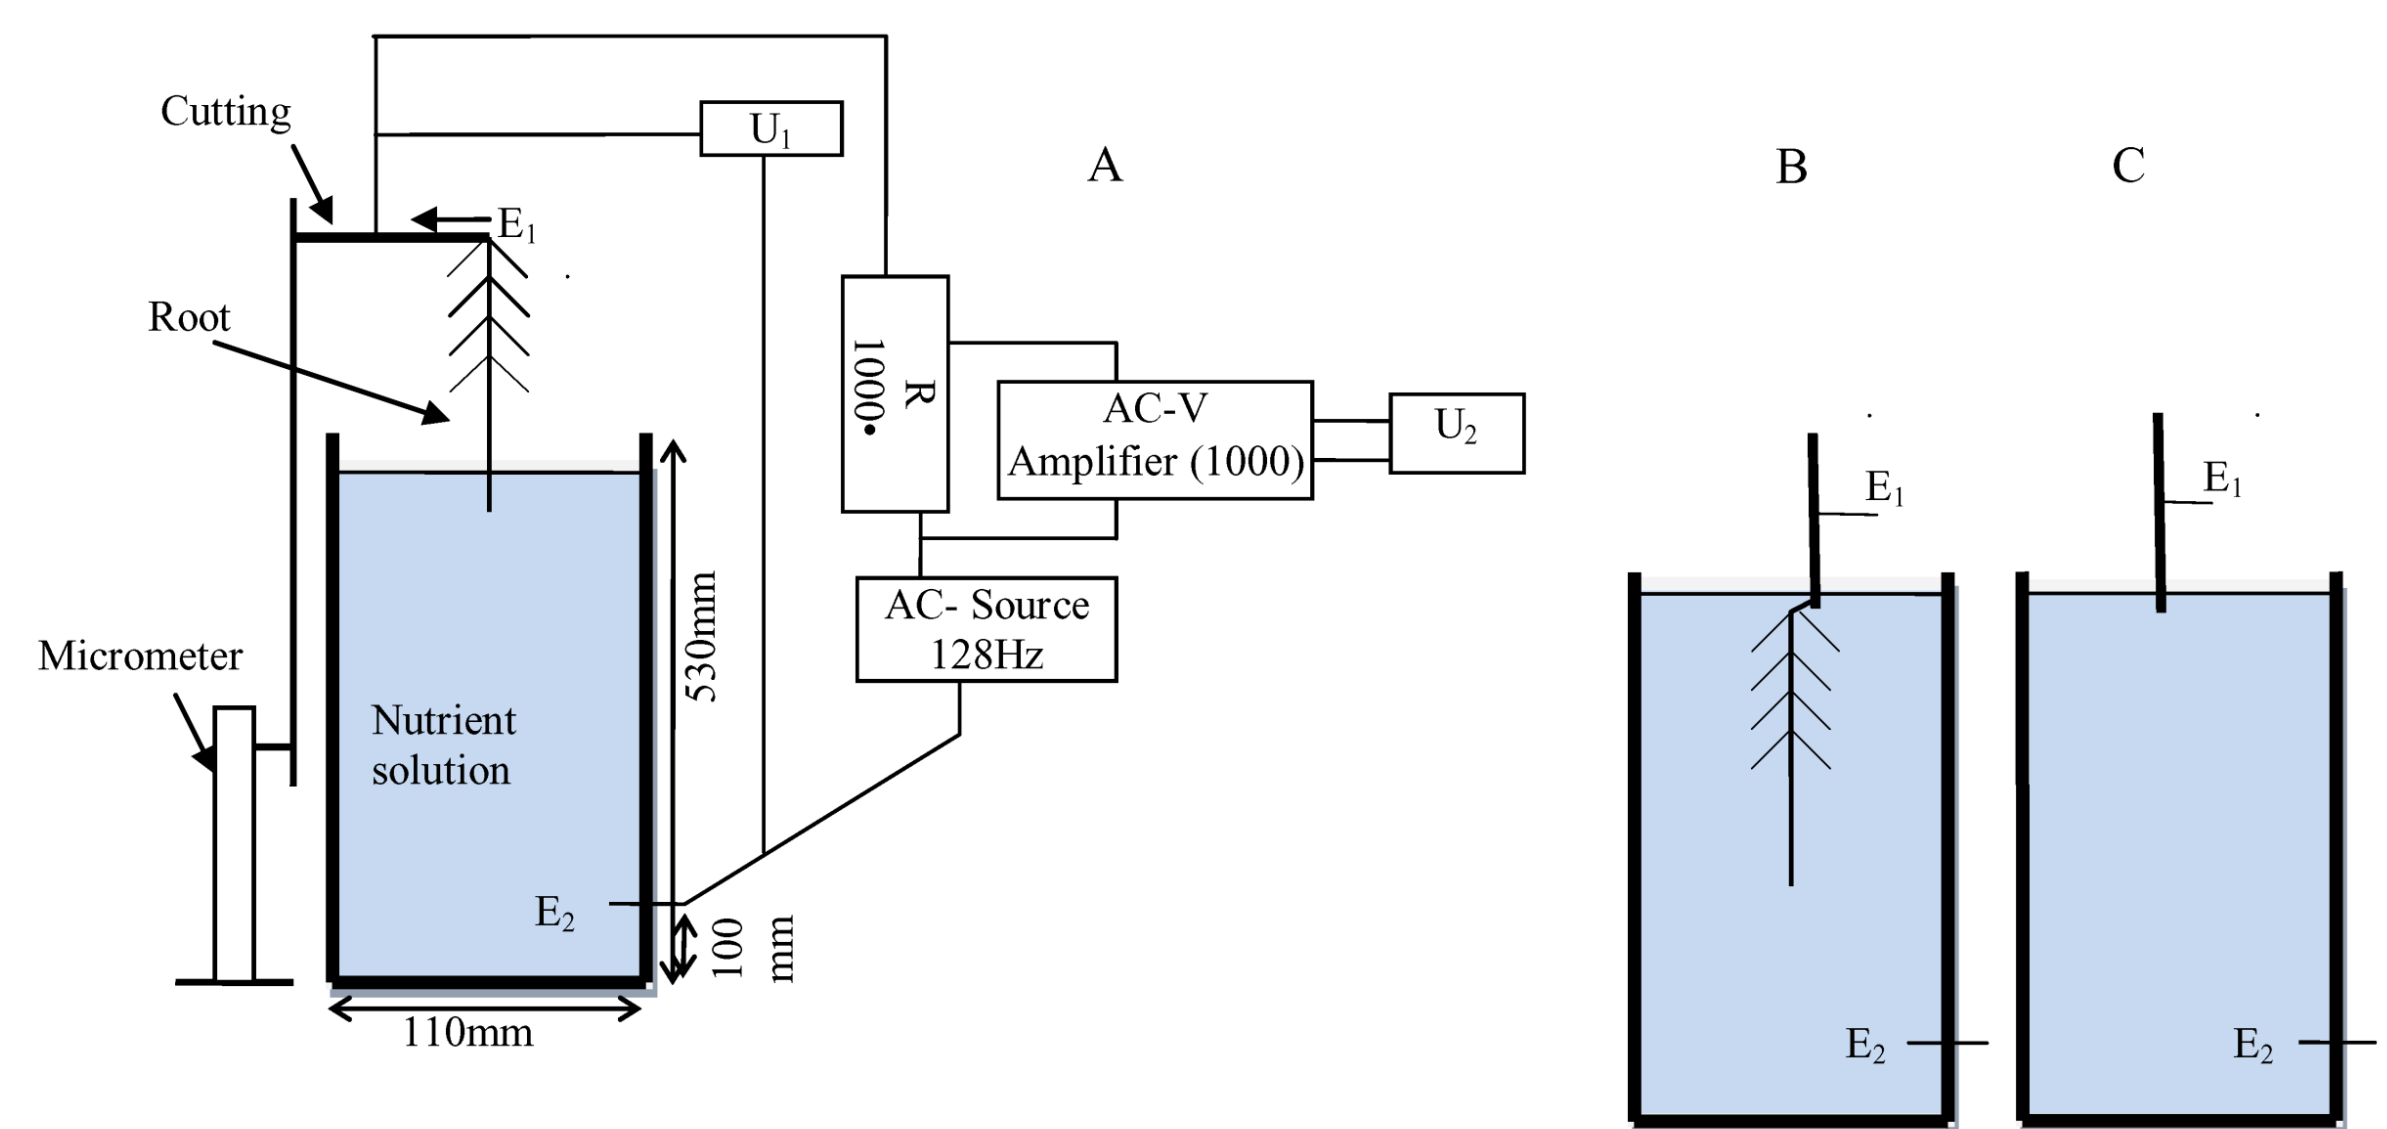 A
B
C
Cutting
U1
E1
Root
R
1000•
AC-V
Amplifier (1000)
U2
E1
E1
AC- Source
128Hz
530mm
Micrometer
Nutrient
solution
E2
100
mm
110mm
E2
E2